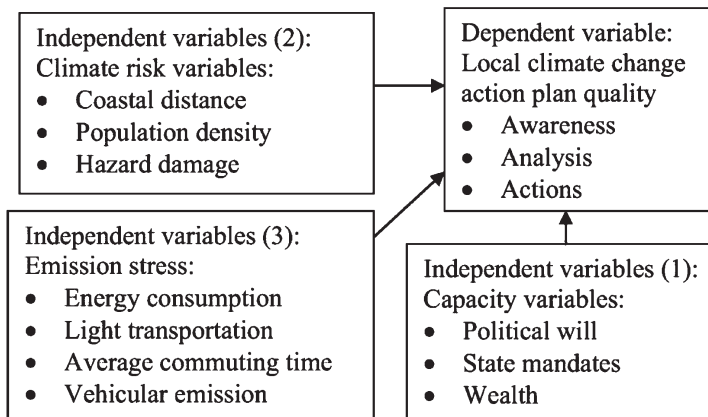 Independent variables (2):
Climate risk variables:
• Coastal distance
• Population density
• Hazard damage
Dependent variable:
Local climate change
action plan quality
• Awareness
• Analysis
• Actions
Independent variables (3):
Emission stress:
• Energy consumption
• Light transportation
• Average commuting time
• Vehicular emission
Independent variables (1):
Capacity variables:
• Political will
• State mandates
• Wealth